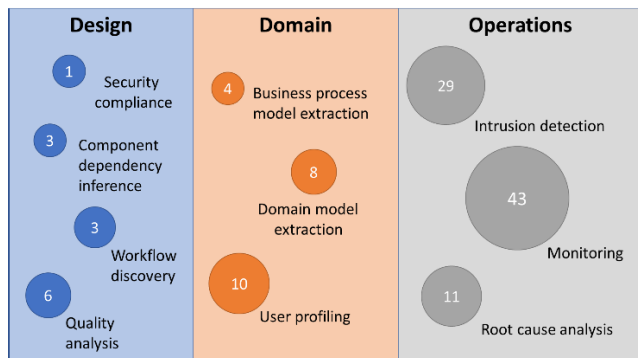 Design
1
Security
compliance
3
Component
dependency
inference
3
Workflow
discovery
6
Quality
analysis
Domain
4
Business process
model extraction
8
Domain model
extraction
10
User profiling
Operations
29
Intrusion detection
43
Monitoring
11
Root cause analysis